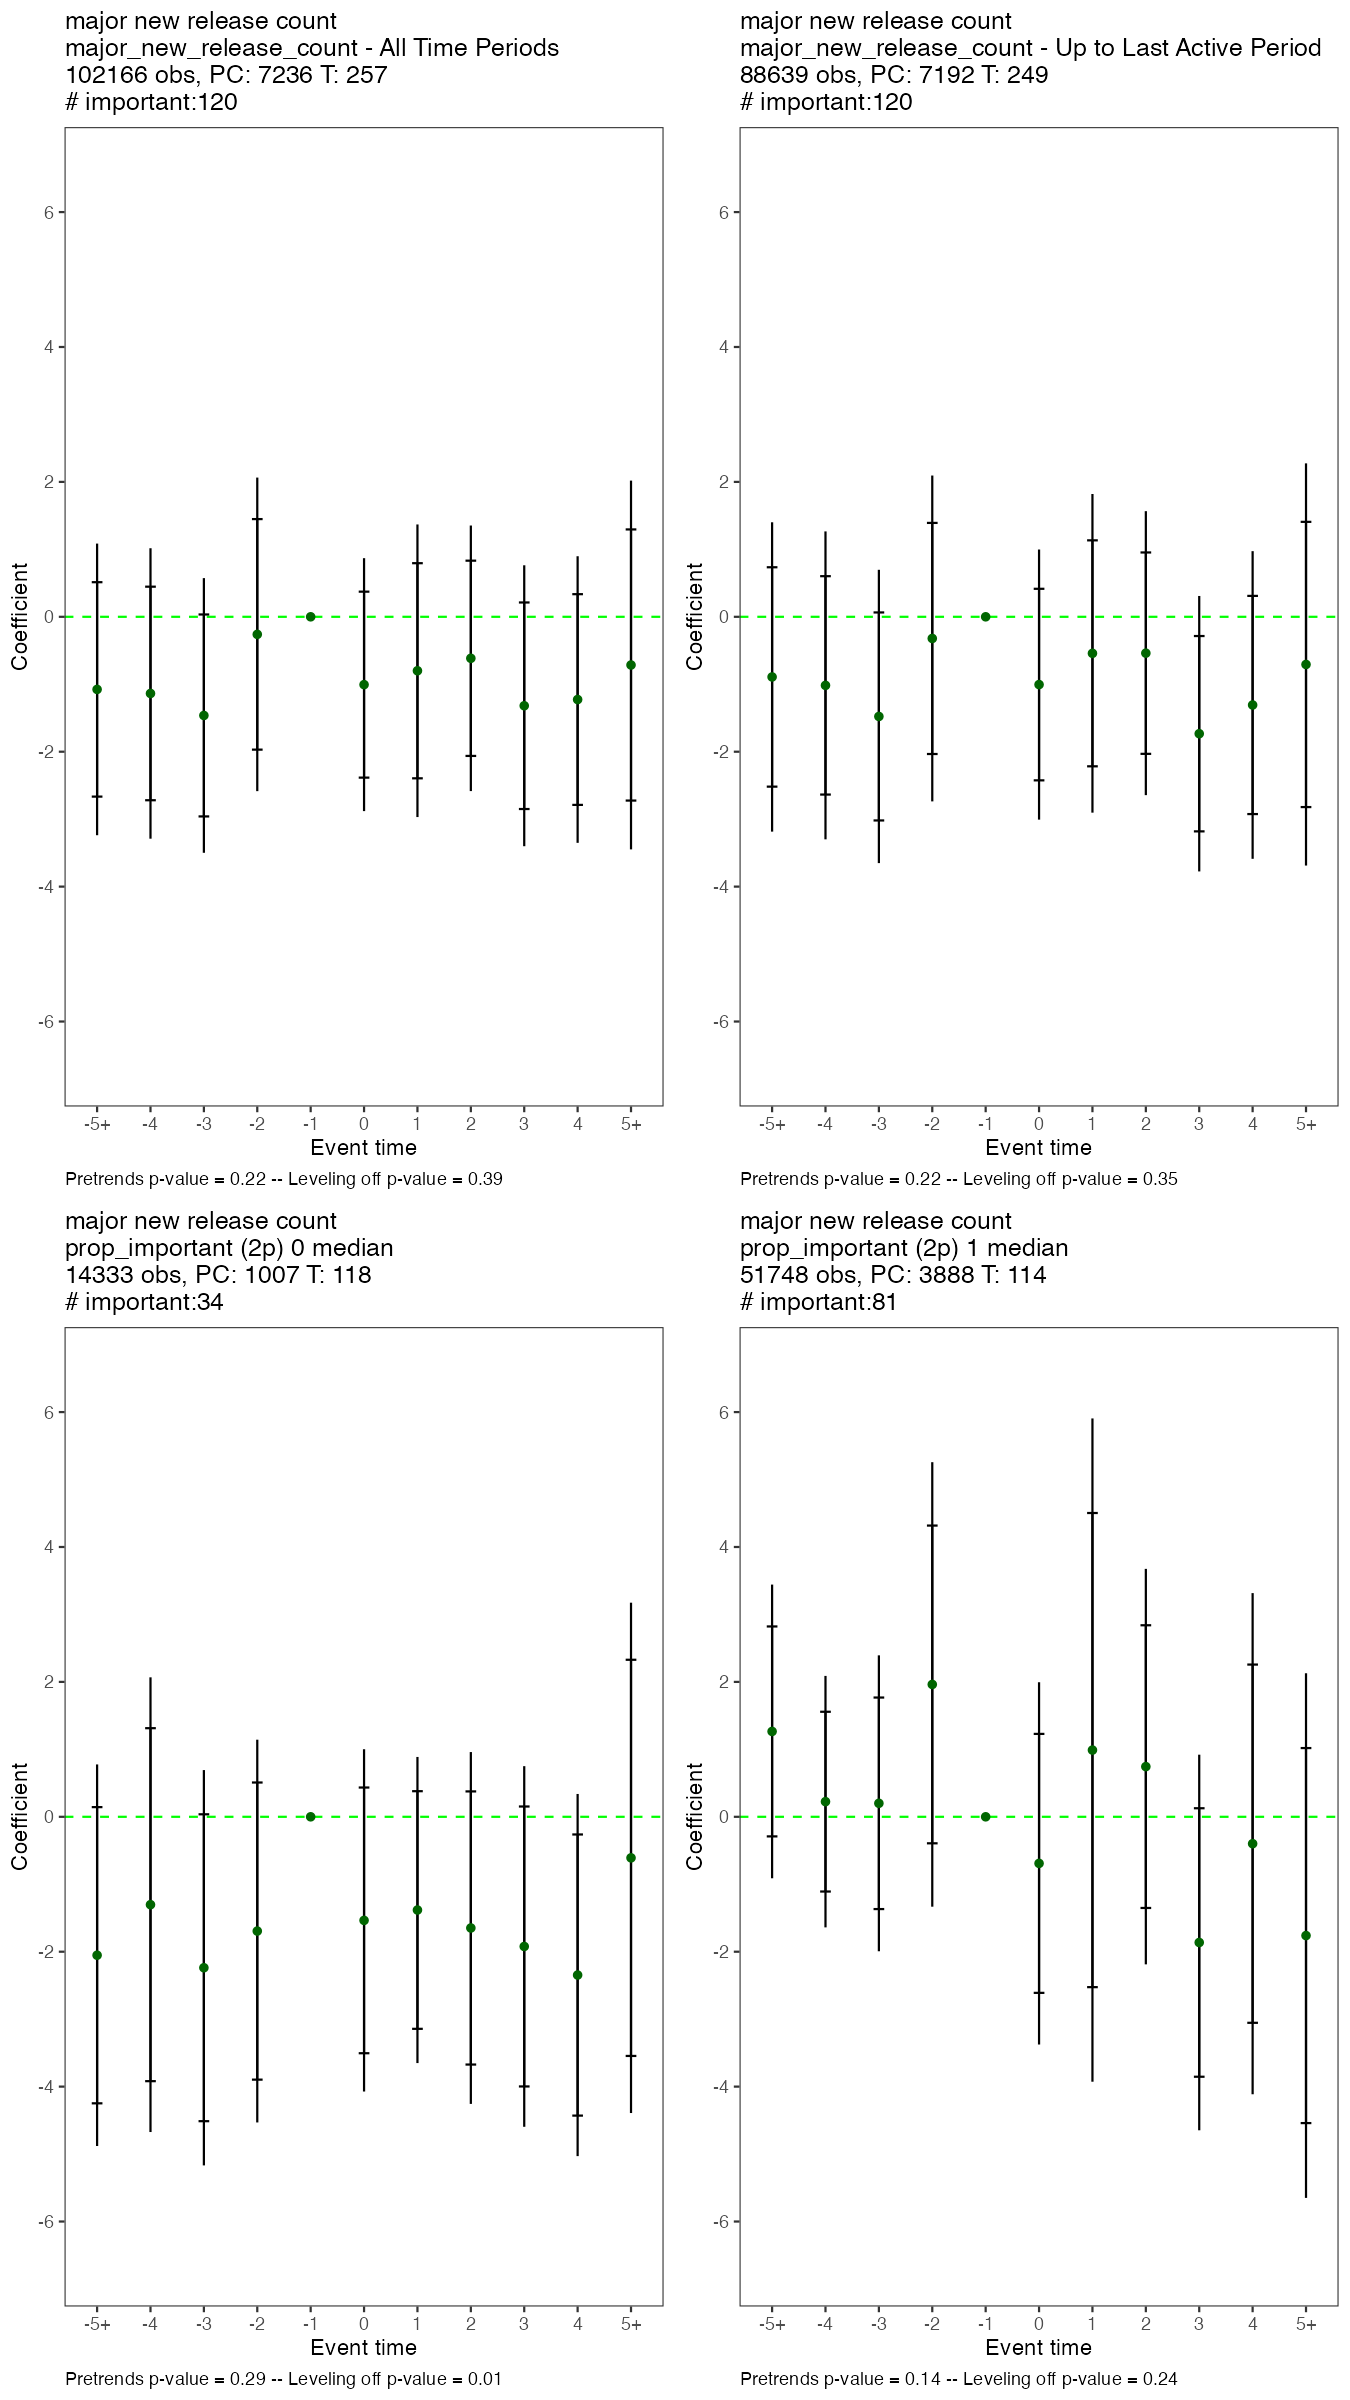 major new release count
major_new_release_count - All Time Periods
102166 obs, PC: 7236 T: 257
# important:120
6
4
2
0
-2
-4
-6
Coefficient
-5+ -4 -3 -2 -1 0 1 2 3 4 5+
Event time
Pretrends p-value = 0.22 -- Leveling off p-value = 0.39
major new release count
major_new_release_count - Up to Last Active Period
88639 obs, PC: 7192 T: 249
# important:120
6
4
2
0
-2
-4
-6
Coefficient
-5+ -4 -3 -2 -1 0 1 2 3 4 5+
Event time
Pretrends p-value = 0.22 -- Leveling off p-value = 0.35
major new release count
prop_important (2p) 0 median
14333 obs, PC: 1007 T: 118
# important:34
6
4
2
0
-2
-4
-6
Coefficient
-5+ -4 -3 -2 -1 0 1 2 3 4 5+
Event time
Pretrends p-value = 0.29 -- Leveling off p-value = 0.01
major new release count
prop_important (2p) 1 median
51748 obs, PC: 3888 T: 114
# important:81
6
4
2
0
-2
-4
-6
Coefficient
-5+ -4 -3 -2 -1 0 1 2 3 4 5+
Event time
Pretrends p-value = 0.14 -- Leveling off p-value = 0.24